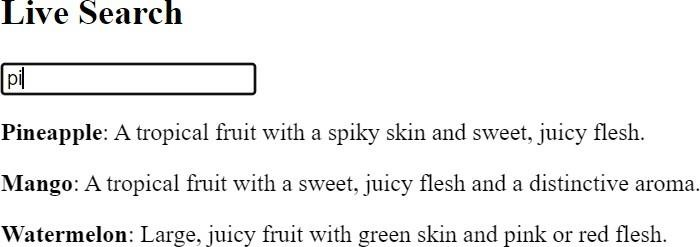 Live Search
pi
Pineapple: A tropical fruit with a spiky skin and sweet, juicy flesh.
Mango: A tropical fruit with a sweet, juicy flesh and a distinctive aroma.
Watermelon: Large, juicy fruit with green skin and pink or red flesh.